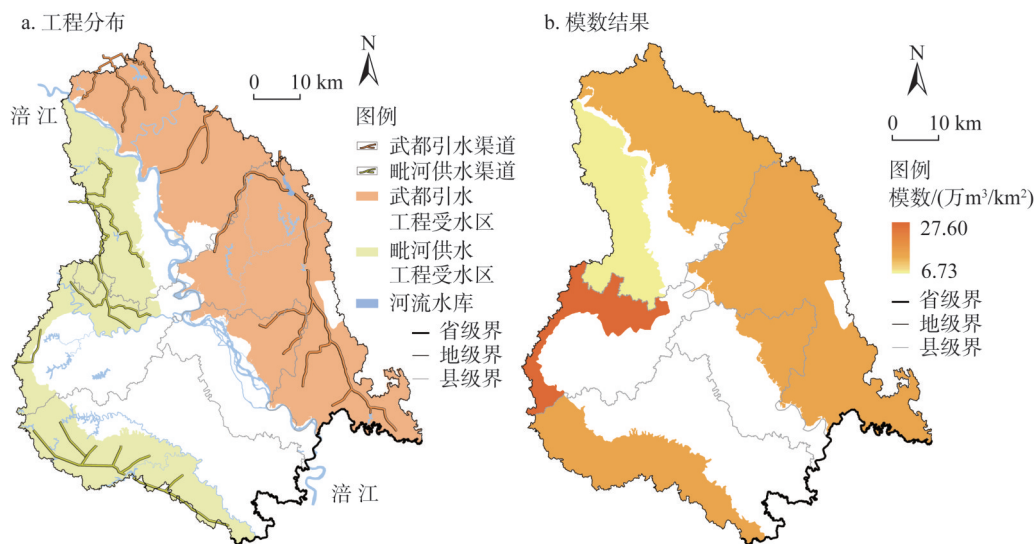 a. 工程分布
N
0 10 km
涪江
图例
武都引水渠道
毗河供水渠道
武都引水
工程受水区
毗河供水
工程受水区
河流水库
省级界
地级界
县级界
涪江
b. 模数结果
N
0 10 km
图例
模数/(万m³/km²)
27.60
6.73
省级界
地级界
县级界